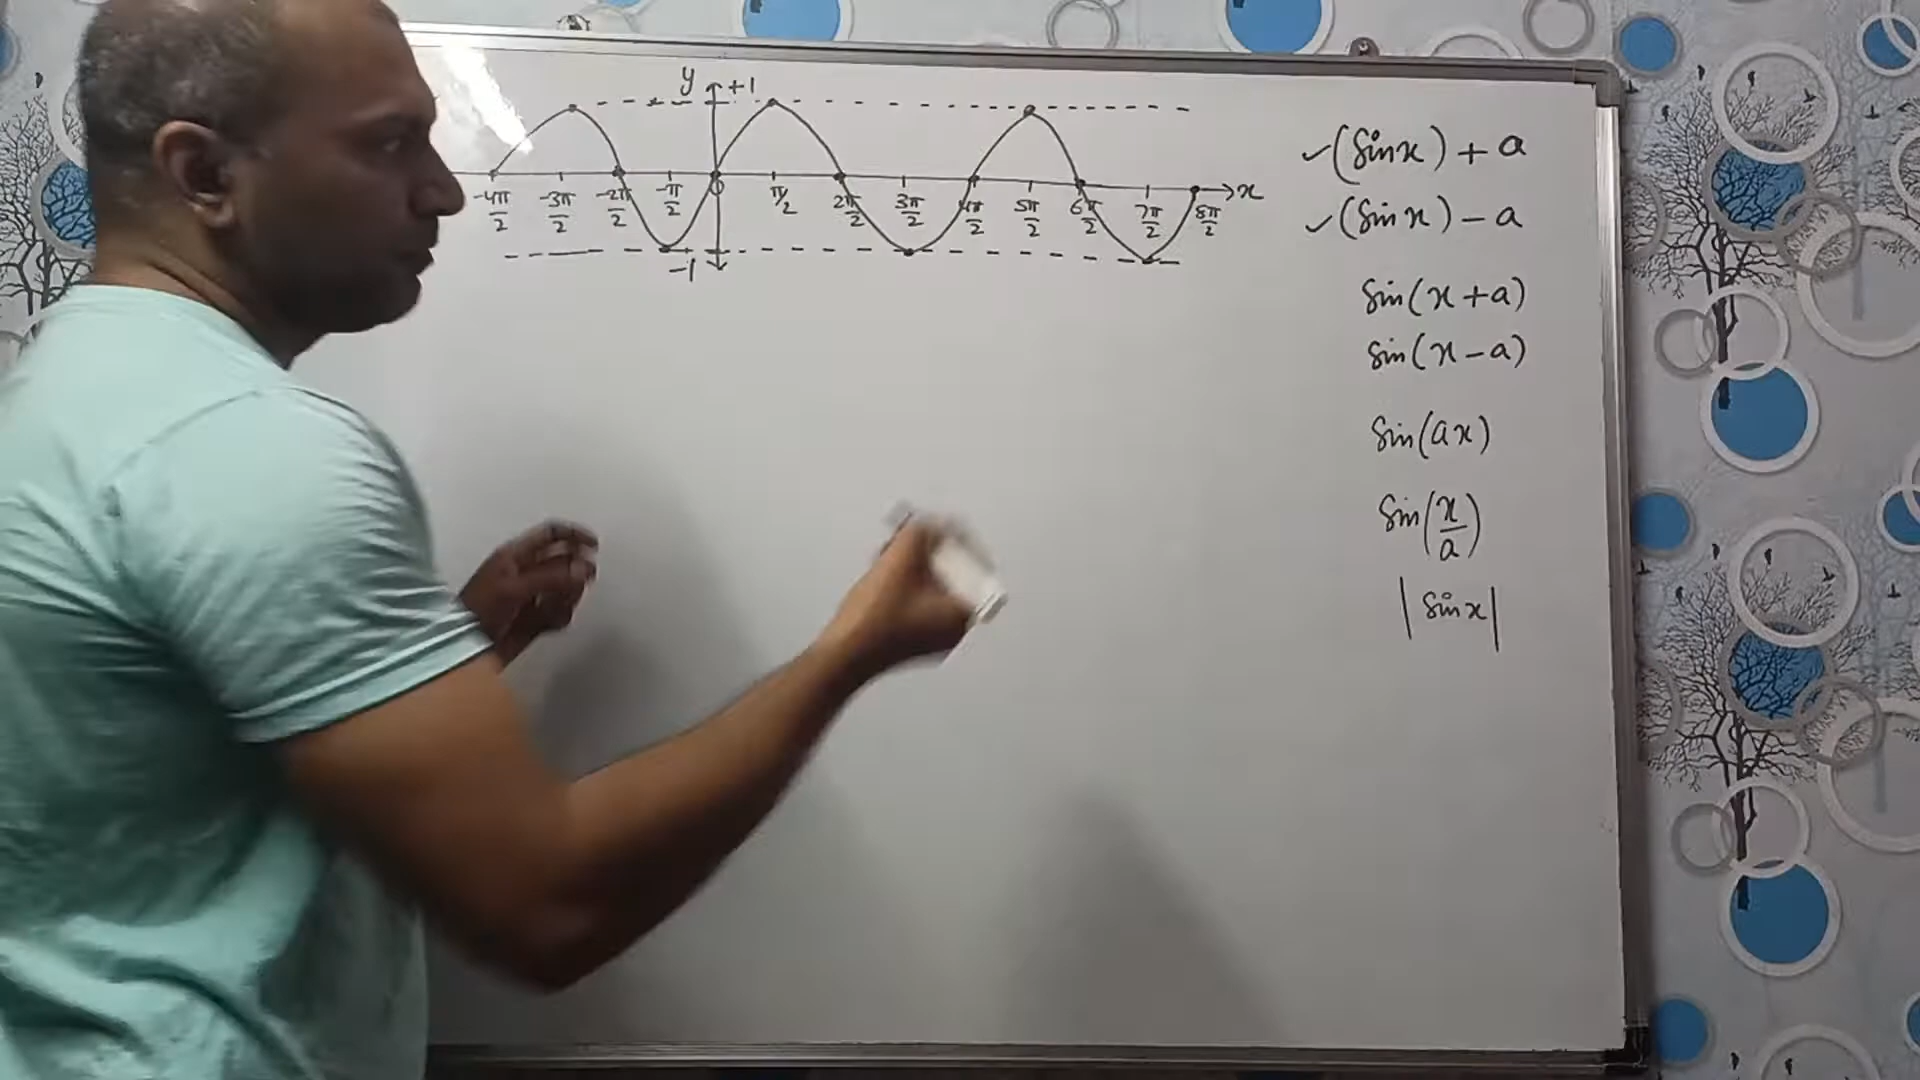 y +1
-4π/2 -3π/2 -2π/2 -π/2 0 π/2 2π/2 3π/2 4π/2 5π/2 6π/2 7π/2 8π/2 x
-1
✓(sinx) + a
✓(sinx) - a
sin(x + a)
sin(x - a)
sin(ax)
sin(x/a)
|sinx|